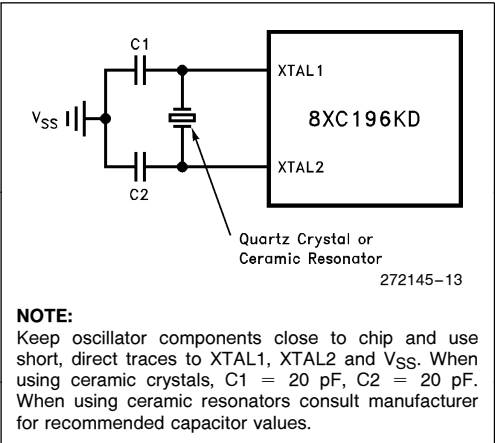 C1
XTAL1
8XC196KD
VSS
XTAL2
C2
Quartz Crystal or
Ceramic Resonator
272145–13
NOTE:
Keep oscillator components close to chip and use
short, direct traces to XTAL1, XTAL2 and VSS. When
using ceramic crystals, C1 = 20 pF, C2 = 20 pF.
When using ceramic resonators consult manufacturer
for recommended capacitor values.